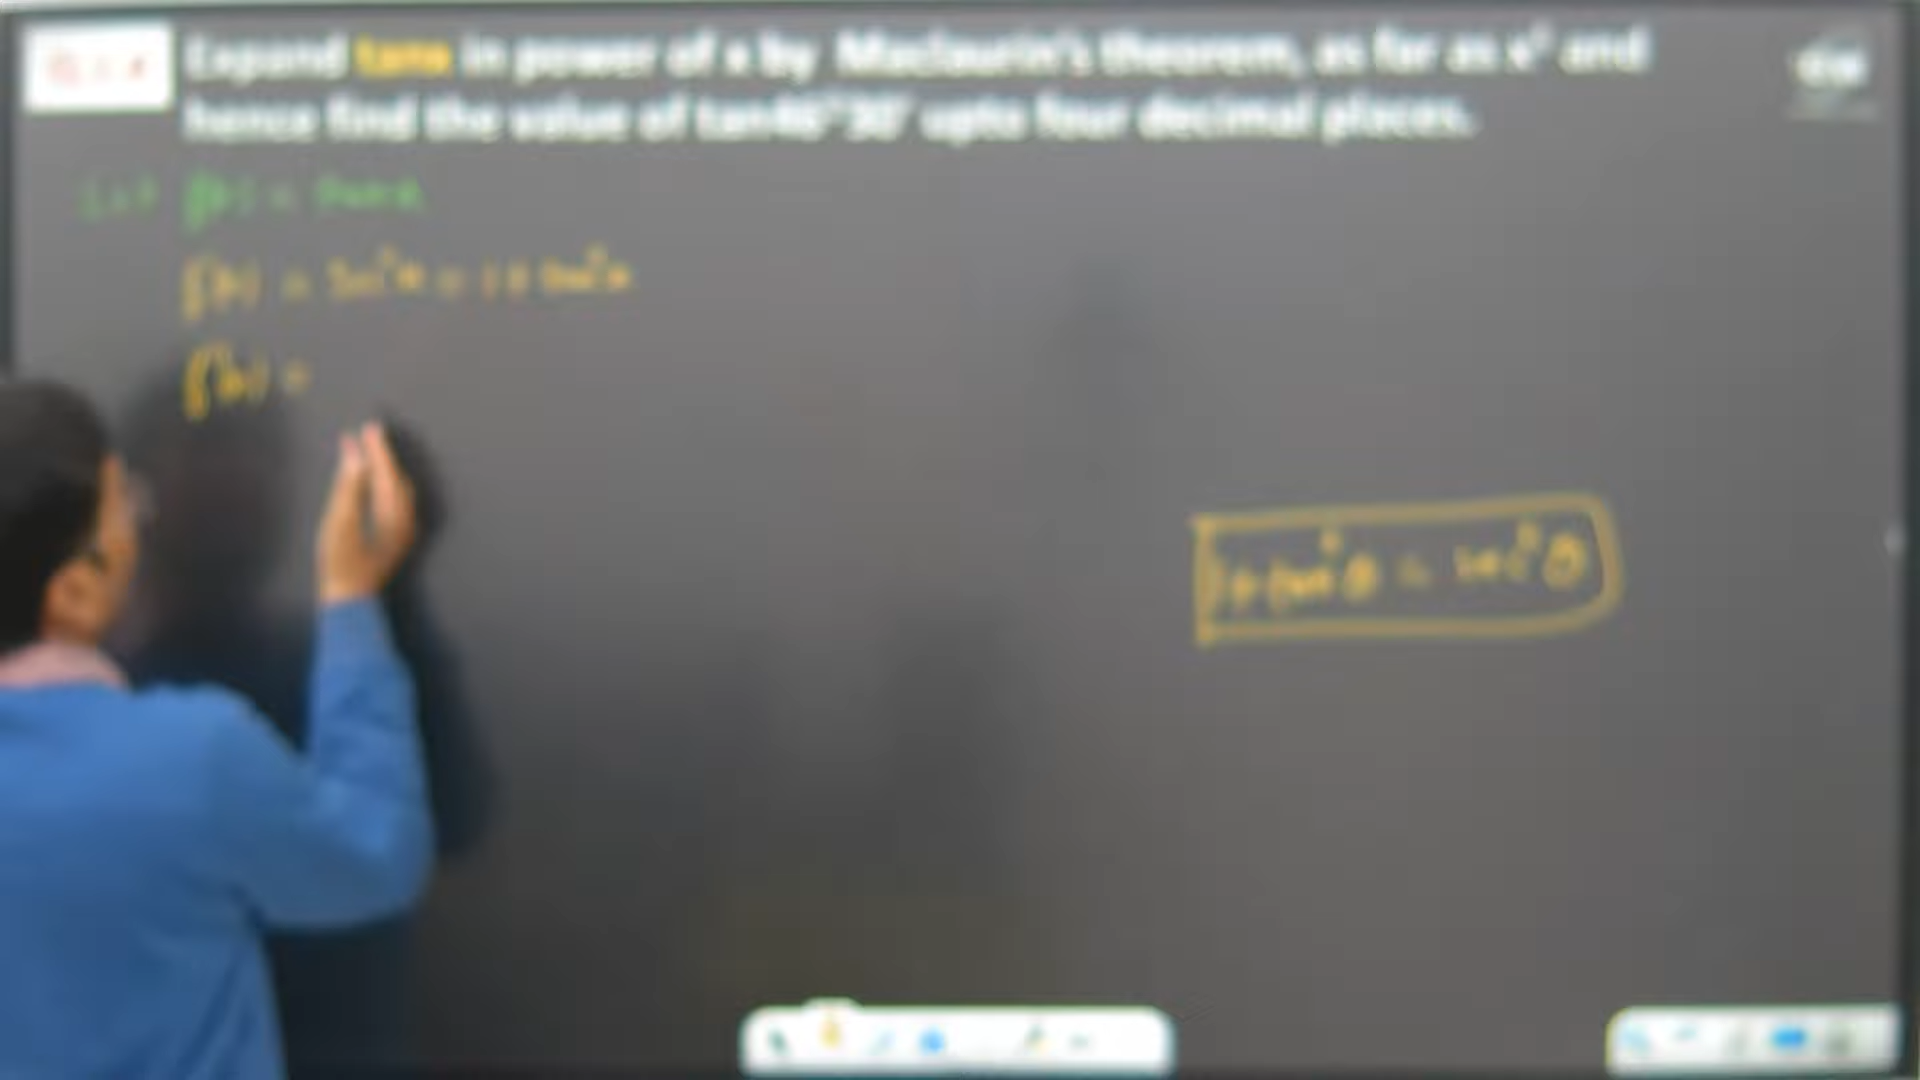 Expand tanx in power of x by Maclaurin's theorem, as far as and
hence find the value of tan46°30' upto four decimal places.
Let f(x) = tanx
f'(x) = Sec²x = 1 + tan²x
f''(x) =
1+tan²θ = sec²θ